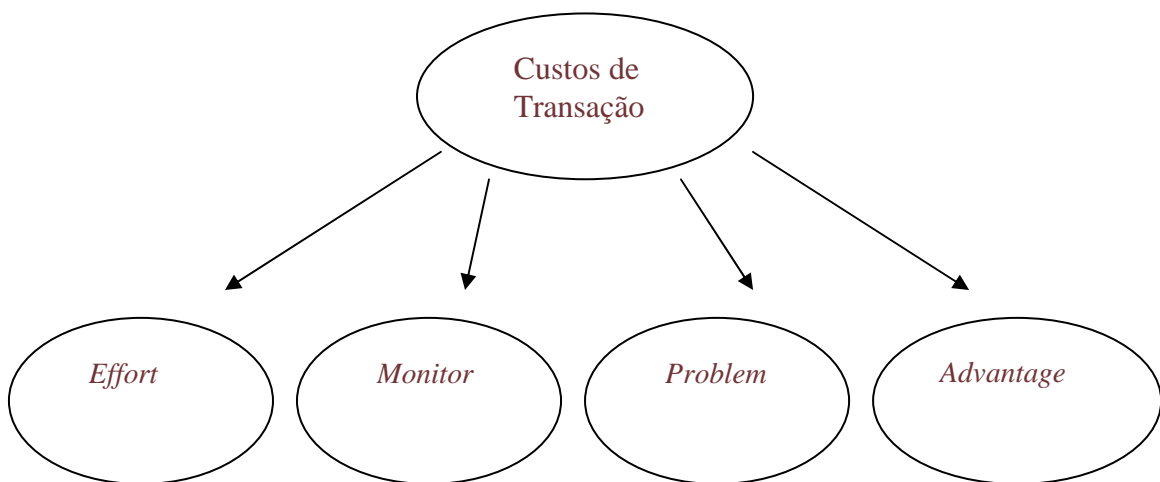 Custos de
Transação
Effort
Monitor
Problem
Advantage